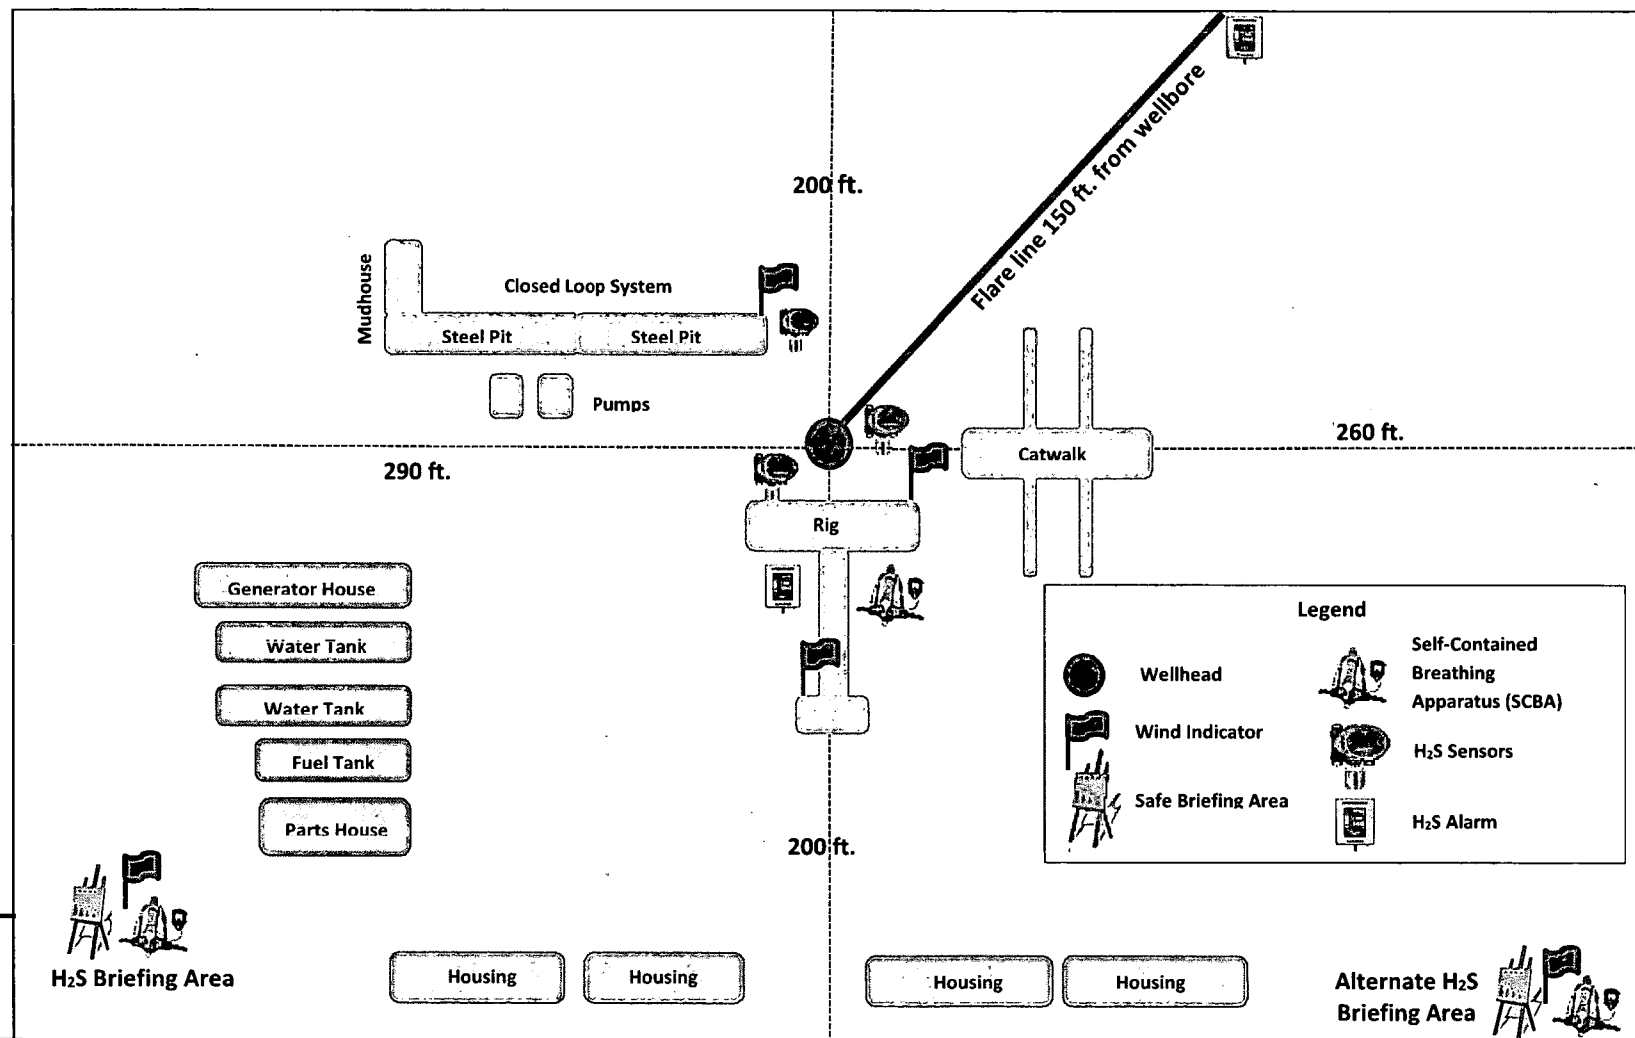 200 ft.
Flare line 150 ft. from wellbore
Mudhouse
Closed Loop System
Steel Pit
Steel Pit
Pumps
260 ft.
Catwalk
290 ft.
Rig
Generator House
Water Tank
Water Tank
Fuel Tank
Parts House
200 ft.
Legend
Wellhead
Wind Indicator
Safe Briefing Area
Self-Contained
Breathing
Apparatus (SCBA)
H₂S Sensors
H₂S Alarm
H₂S Briefing Area
Housing
Housing
Housing
Housing
Alternate H₂S
Briefing Area